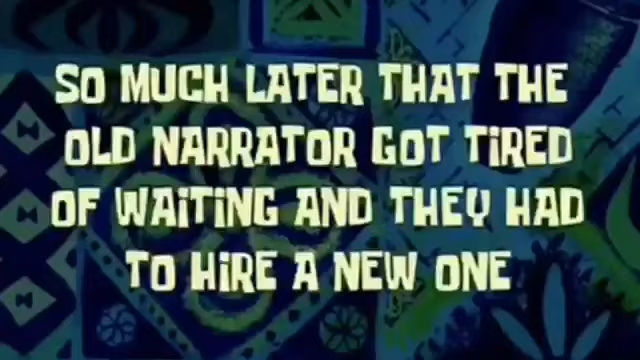 SO MUCH LATER THAT THE
OLD NARRATOR GOT TiRED
OF WAiTiNG AND THEY HAD
TO HiRE A NEW ONE